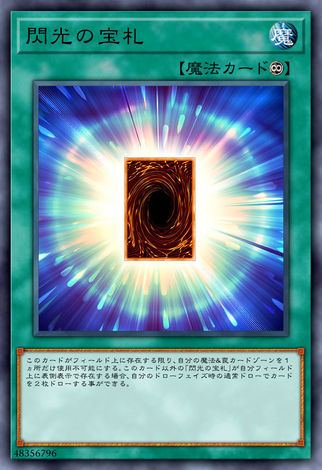 閃光の宝札
魔
【魔法カード】
このカードがフィールド上に存在する限り、自分の魔法&罠カードゾーンを1
ヵ所だけ使用不可能にする。このカード以外の「閃光の宝札」が自分フィールド
上に表側表示で存在する場合、自分のドローフェイズ時の通常ドローでカード
を2枚ドローする事ができる。
48356796